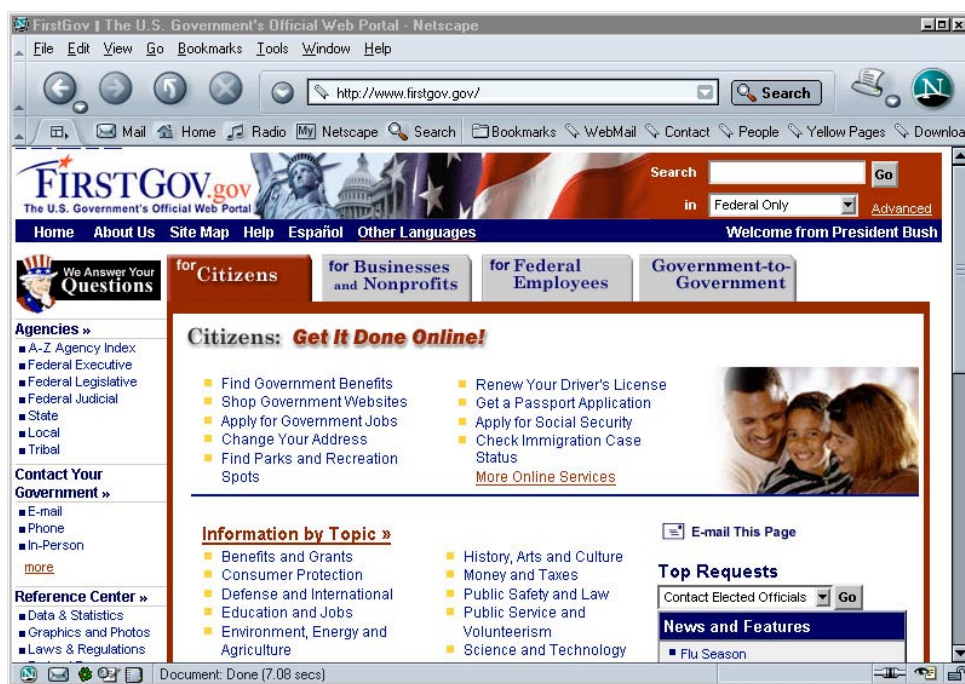 FirstGov | The U.S. Government's Official Web Portal - Netscape
File Edit View Go Bookmarks Tools Window Help
http://www.firstgov.gov/
Search
N
Mail Home Radio My Netscape Search Bookmarks WebMail Contact People Yellow Pages Downloa
FIRSTGOV.gov
The U.S. Government's Official Web Portal
Search Go
in Federal Only Advanced
Home About Us Site Map Help Español Other Languages Welcome from President Bush
We Answer Your
Questions
for Citizens
for Businesses
and Nonprofits
for Federal
Employees
Government-to-
Government
Agencies »
A-Z Agency Index
Federal Executive
Federal Legislative
Federal Judicial
State
Local
Tribal
Contact Your
Government »
E-mail
Phone
In-Person
more
Reference Center »
Data & Statistics
Graphics and Photos
Laws & Regulations
Citizens: Get It Done Online!
Find Government Benefits
Shop Government Websites
Apply for Government Jobs
Change Your Address
Find Parks and Recreation
Spots
Renew Your Driver's License
Get a Passport Application
Apply for Social Security
Check Immigration Case
Status
More Online Services
Information by Topic »
Benefits and Grants
Consumer Protection
Defense and International
Education and Jobs
Environment, Energy and
Agriculture
History, Arts and Culture
Money and Taxes
Public Safety and Law
Public Service and
Volunteerism
Science and Technology
E-mail This Page
Top Requests
Contact Elected Officials Go
News and Features
Flu Season
Document: Done (7.08 secs)